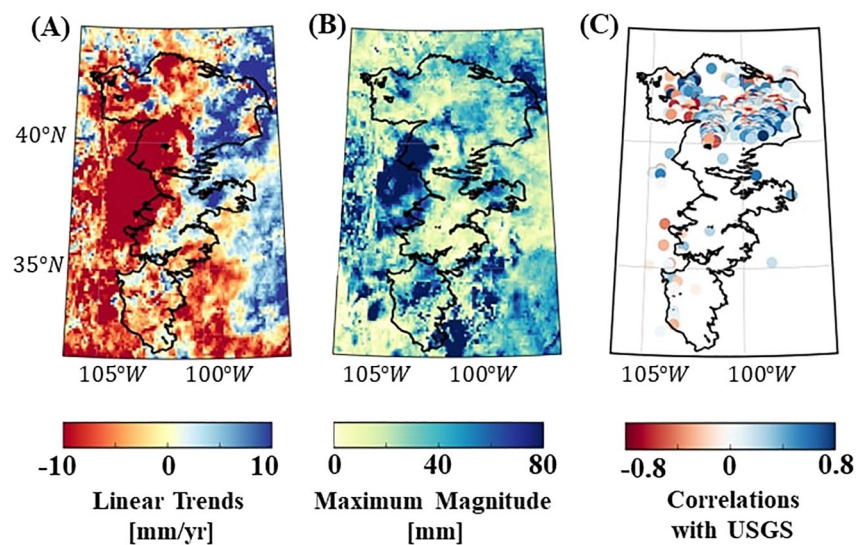 (A) (B) (C)
40°N
35°N
105°W 100°W 105°W 100°W 105°W 100°W
-10 0 10 0 40 80 -0.8 0 0.8
Linear Trends
[mm/yr]
Maximum Magnitude
[mm]
Correlations
with USGS